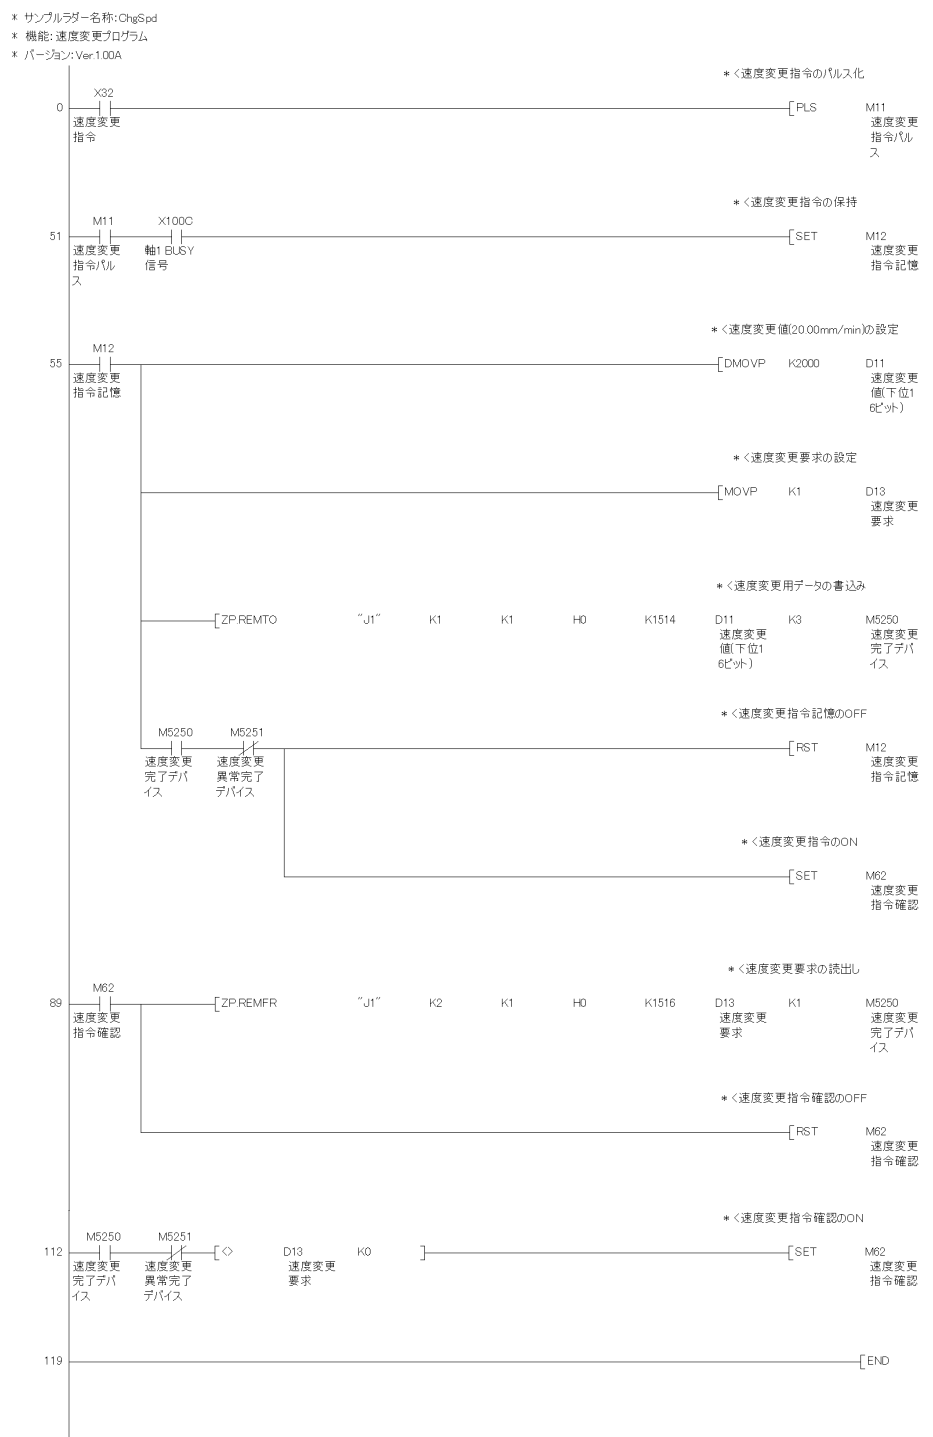 * サンプルラダー名称:ChgSpd
* 機能:速度変更プログラム
* バージョン:Ver.1.00A
* <速度変更指令のパルス化
X32
0
[PLS M11
速度変更
指令
速度変更
指令パル
ス
* <速度変更指令の保持
M11 X100C
51
[SET M12
速度変更
指令パル
ス
軸1 BUSY
信号
速度変更
指令記憶
* <速度変更値(20.00mm/min)の設定
M12
55
[DMOVP K2000 D11
速度変更
指令記憶
速度変更
値(下位1
6ビット)
* <速度変更要求の設定
[MOVP K1 D13
速度変更
要求
* <速度変更用データの書込み
[ZP.REMTO "J1" K1 K1 H0 K1514 D11 K3 M5250
速度変更
値(下位1
6ビット)
速度変更
完了デバ
イス
* <速度変更指令記憶のOFF
M5250 M5251
[RST M12
速度変更
完了デバ
イス
速度変更
異常完了
デバイス
速度変更
指令記憶
* <速度変更指令のON
[SET M62
速度変更
指令確認
* <速度変更要求の読出し
M62
89
[ZP.REMFR "J1" K2 K1 H0 K1516 D13 K1 M5250
速度変更
指令確認
速度変更
要求
速度変更
完了デバ
イス
* <速度変更指令確認のOFF
[RST M62
速度変更
指令確認
* <速度変更指令確認のON
M5250 M5251
112
[<> D13 K0 ]
[SET M62
速度変更
完了デバ
イス
速度変更
異常完了
デバイス
速度変更
要求
速度変更
指令確認
119
[END